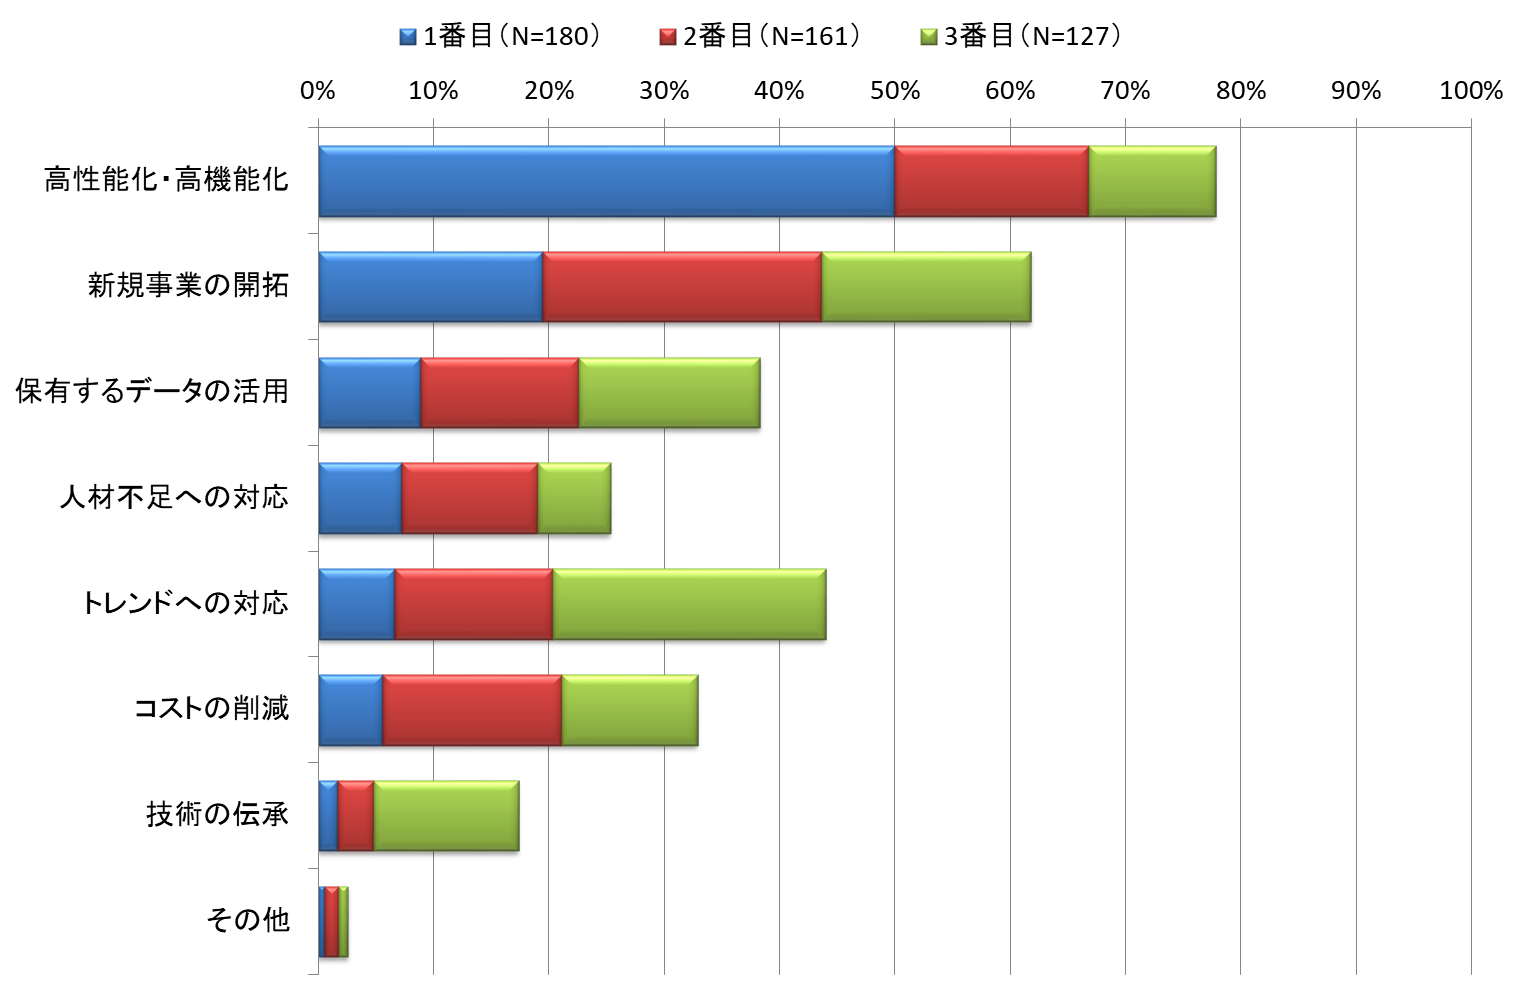 1番目（N=180） 2番目（N=161） 3番目（N=127）
0% 10% 20% 30% 40% 50% 60% 70% 80% 90% 100%
高性能化・高機能化
新規事業の開拓
保有するデータの活用
人材不足への対応
トレンドへの対応
コストの削減
技術の伝承
その他